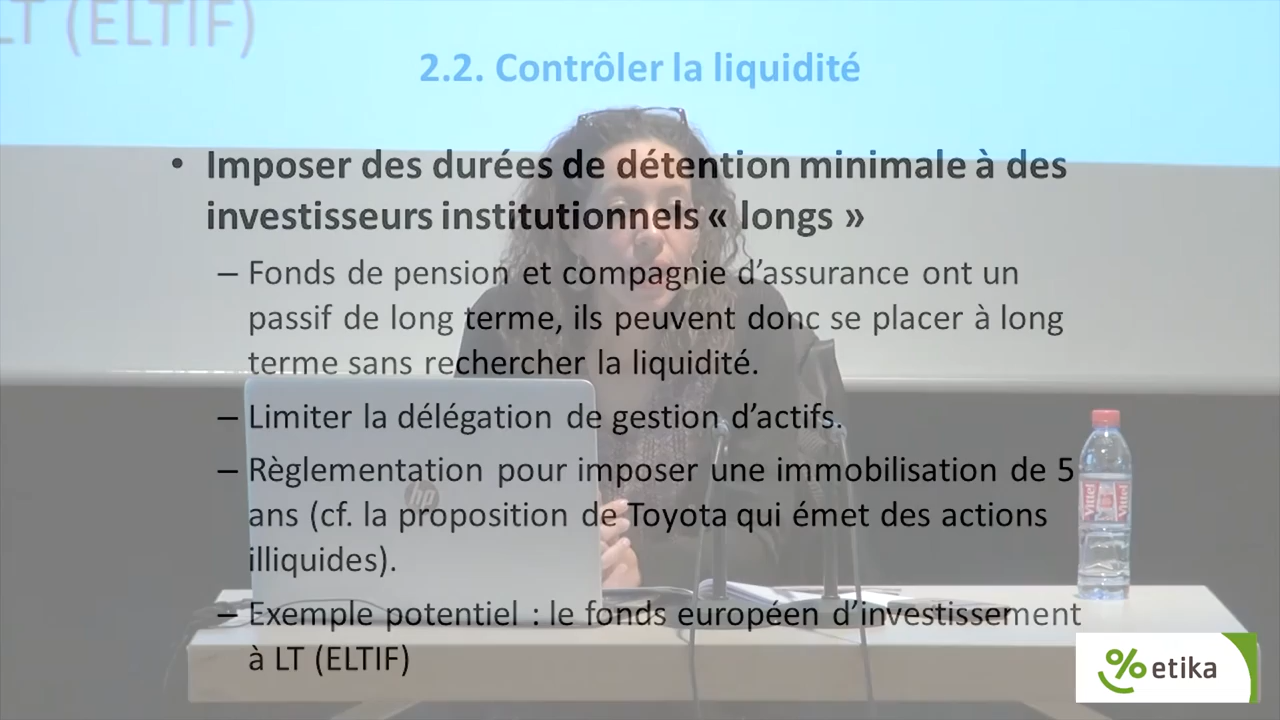 LT (ELTIF)
2.2. Contrôler la liquidité
• Imposer des durées de détention minimale à des
investisseurs institutionnels « longs »
– Fonds de pension et compagnie d’assurance ont un
passif de long terme, ils peuvent donc se placer à long
terme sans rechercher la liquidité.
– Limiter la délégation de gestion d’actifs.
– Règlementation pour imposer une immobilisation de 5
ans (cf. la proposition de Toyota qui émet des actions
illiquides).
– Exemple potentiel : le fonds européen d’investissement
à LT (ELTIF)
hp
Vittel
Vittel
% etika